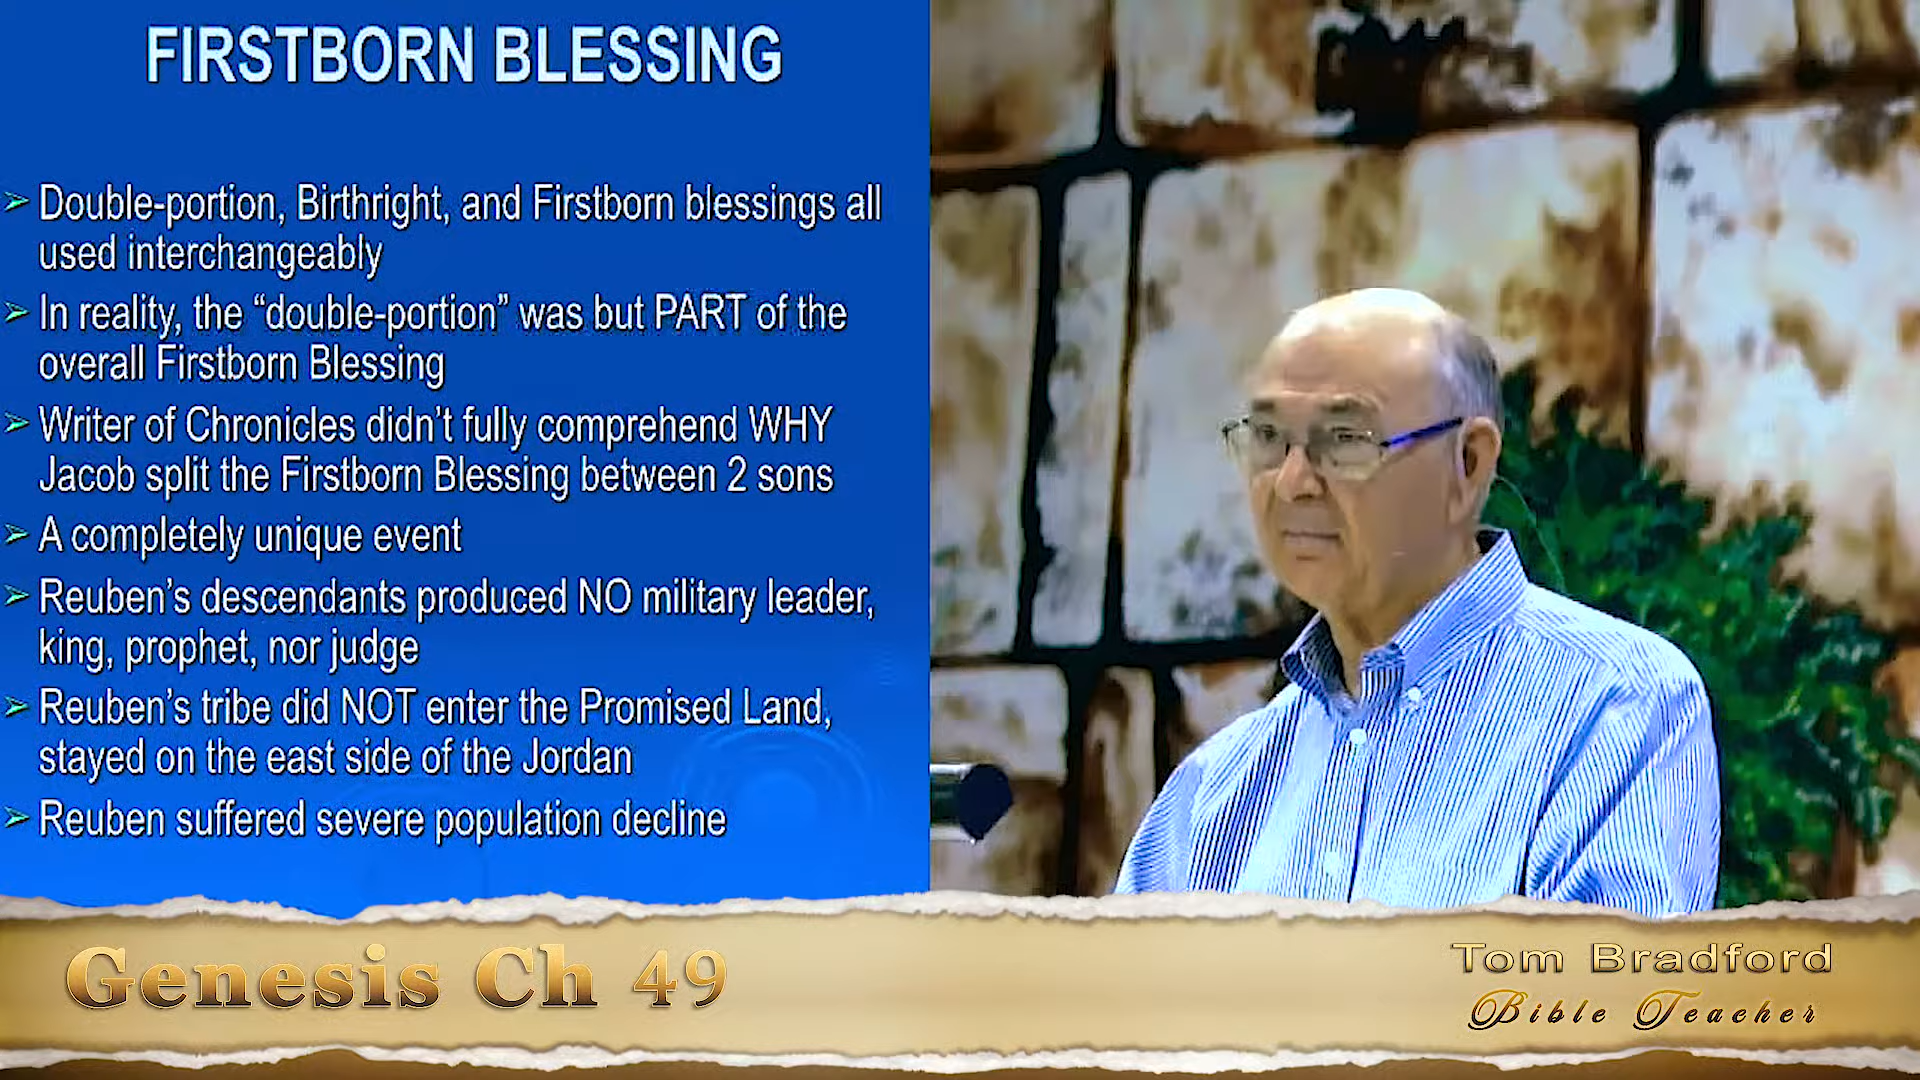 FIRSTBORN BLESSING
➢ Double-portion, Birthright, and Firstborn blessings all
used interchangeably
➢ In reality, the “double-portion” was but PART of the
overall Firstborn Blessing
➢ Writer of Chronicles didn’t fully comprehend WHY
Jacob split the Firstborn Blessing between 2 sons
➢ A completely unique event
➢ Reuben’s descendants produced NO military leader,
king, prophet, nor judge
➢ Reuben’s tribe did NOT enter the Promised Land,
stayed on the east side of the Jordan
➢ Reuben suffered severe population decline
Genesis Ch 49
Tom Bradford
Bible Teacher